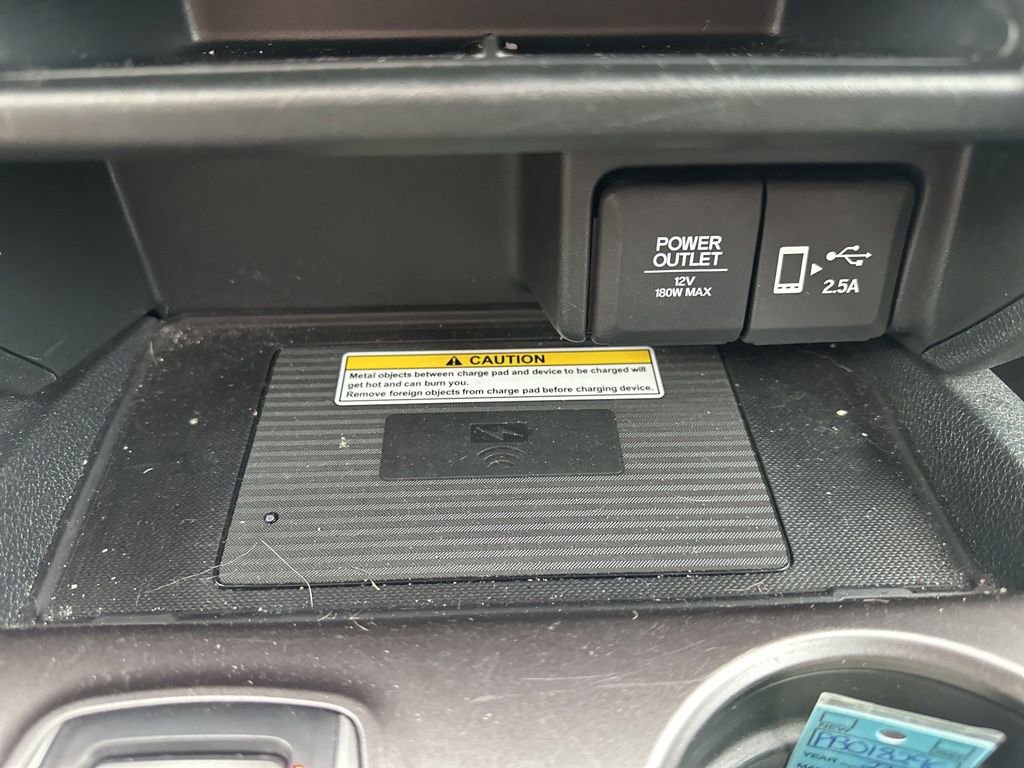 POWER
OUTLET
12V
180W MAX
2.5A
CAUTION
Metal objects between charge pad and device to be charged will
get hot and can burn you.
Remove foreign objects from charge pad before charging device.
NEW
YEAR